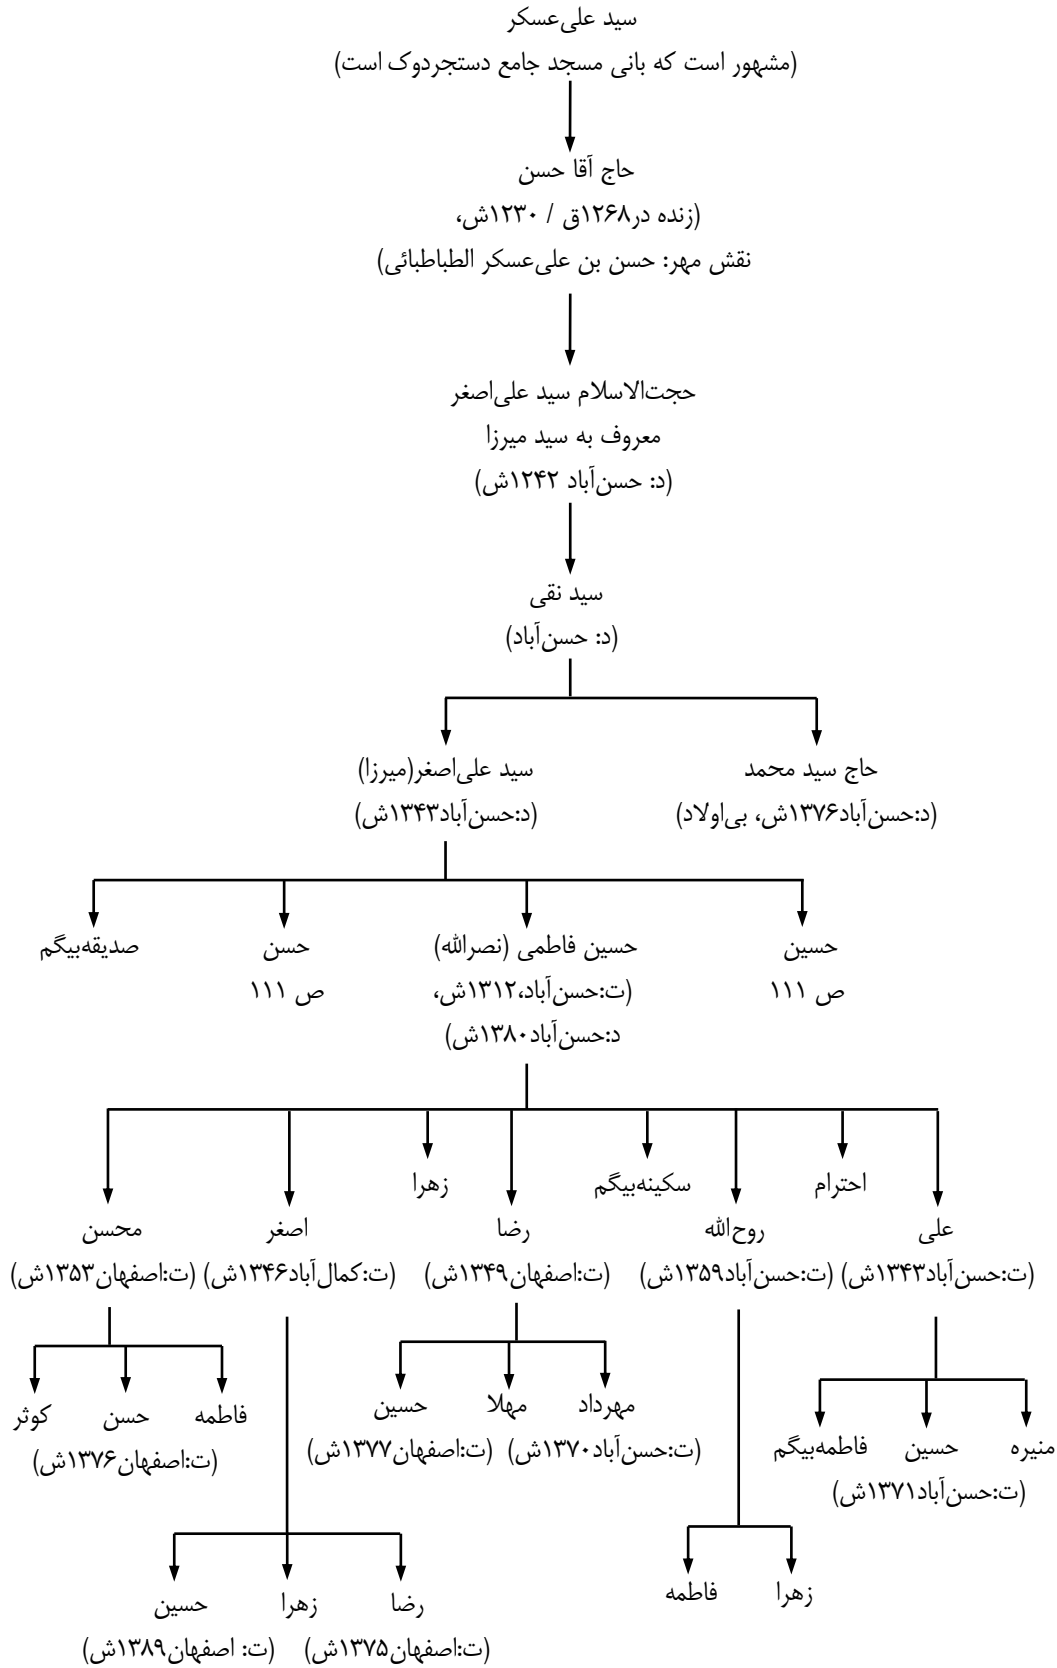 سید علی‌عسکر
(مشهور است که بانی مسجد جامع دستجردوک است)
حاج آقا حسن
(زنده در۱۲۶۸ق / ۱۲۳۰ش،
نقش مهر: حسن بن علی‌عسکر الطباطبائی)
حجت‌الاسلام سید علی‌اصغر
معروف به سید میرزا
(د: حسن‌آباد ۱۲۴۲ش)
سید نقی
(د: حسن‌آباد)
حاج سید محمد
(د:حسن‌آباد۱۳۷۶ش، بی‌اولاد)
سید علی‌اصغر(میرزا)
(د:حسن‌آباد۱۳۴۳ش)
حسین
ص ۱۱۱
حسین فاطمی (نصرالله)
(ت:حسن‌آباد،۱۳۱۲ش،
د:حسن‌آباد۱۳۸۰ش)
حسن
ص ۱۱۱
صدیقه‌بیگم
علی
(ت:حسن‌آباد۱۳۴۳ش)
احترام
روح‌الله
(ت:حسن‌آباد۱۳۵۹ش)
سکینه‌بیگم
رضا
(ت:اصفهان۱۳۴۹ش)
زهرا
اصغر
(ت:کمال‌آباد۱۳۴۶ش)
محسن
(ت:اصفهان۱۳۵۳ش)
منیره
حسین
(ت:حسن‌آباد۱۳۷۱ش)
فاطمه‌بیگم
مهرداد
(ت:حسن‌آباد۱۳۷۰ش)
مهلا
حسین
(ت:اصفهان۱۳۷۷ش)
فاطمه
حسن
(ت:اصفهان۱۳۷۶ش)
کوثر
زهرا
فاطمه
رضا
(ت:اصفهان۱۳۷۵ش)
زهرا
حسین
(ت: اصفهان۱۳۸۹ش)